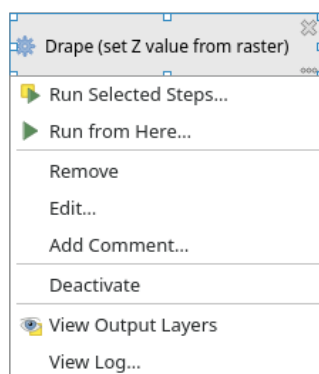 Drape (set Z value from raster)
Run Selected Steps...
Run from Here...
Remove
Edit...
Add Comment...
Deactivate
View Output Layers
View Log...